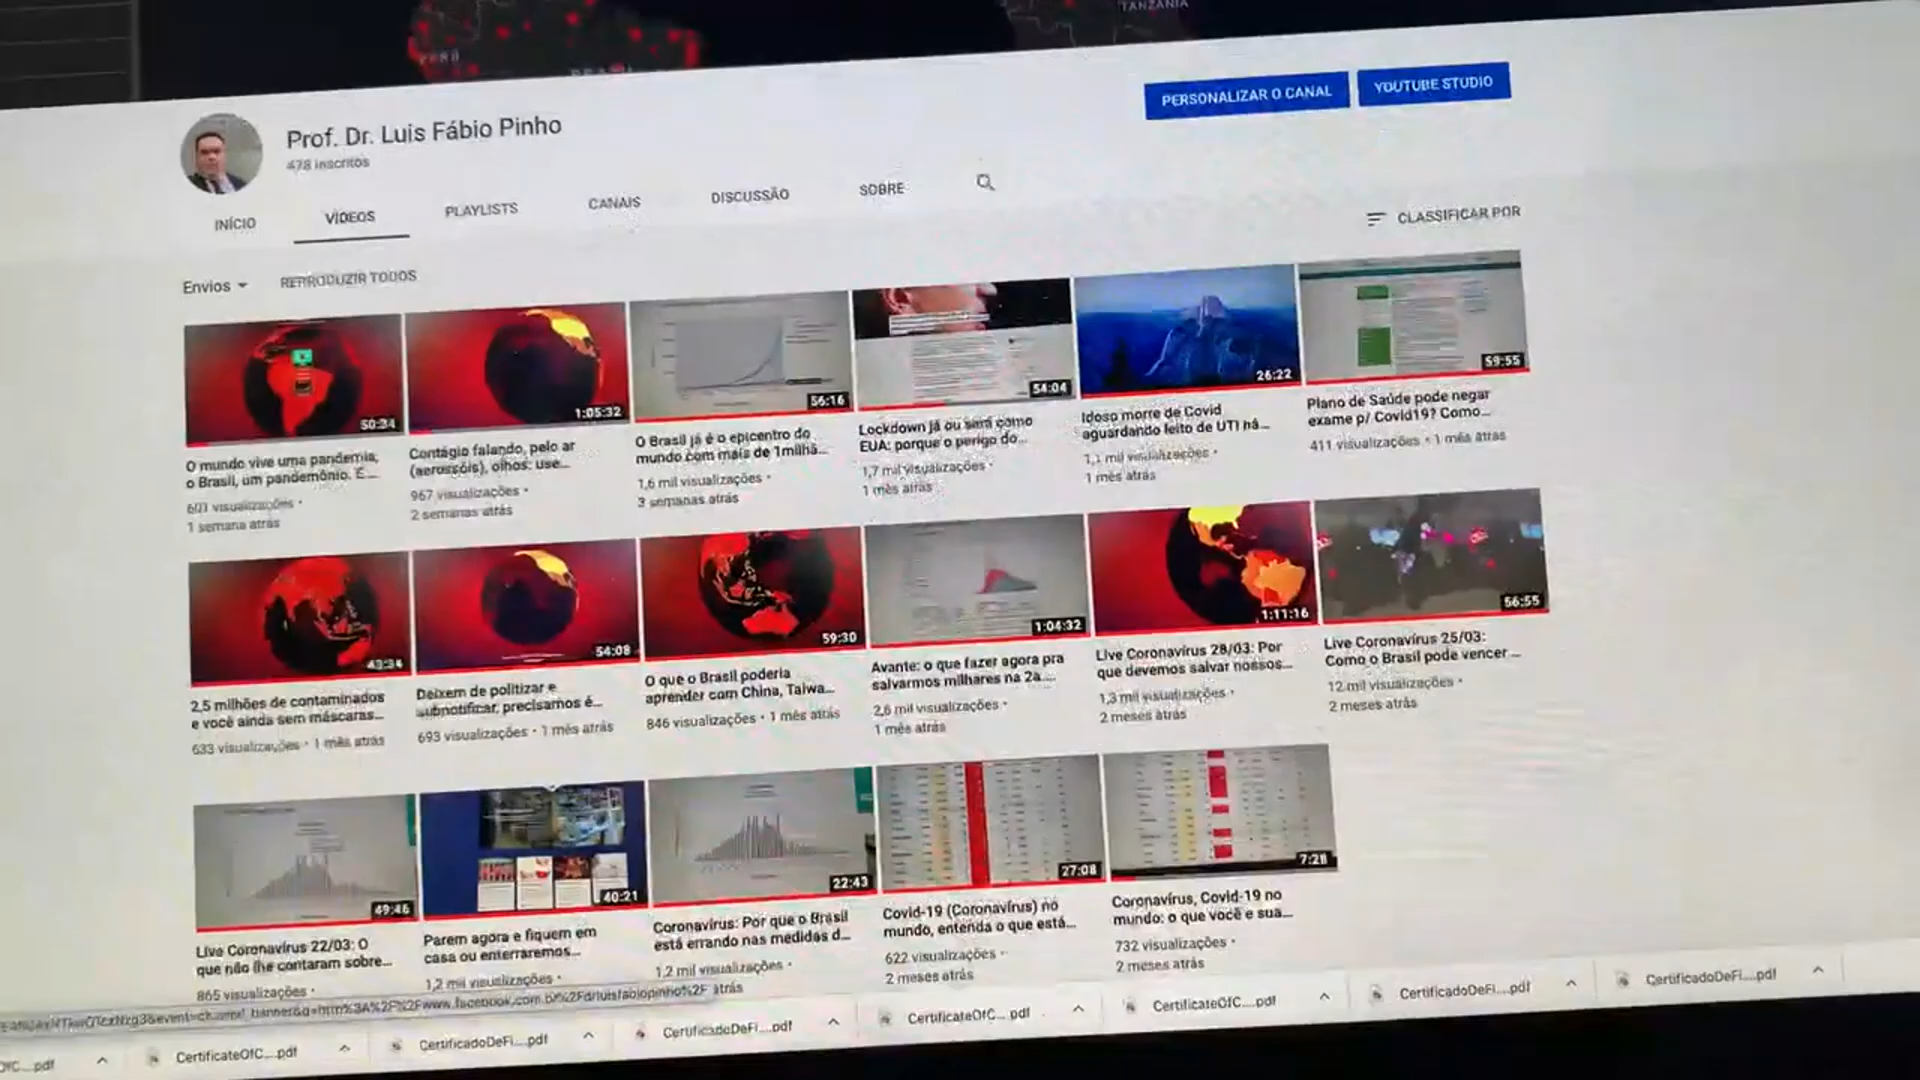 TANZANIA
PERU
Prof. Dr. Luis Fábio Pinho
478 inscritos
PERSONALIZAR O CANAL
YOUTUBE STUDIO
INÍCIO
VÍDEOS
PLAYLISTS
CANAIS
DISCUSSÃO
SOBRE
CLASSIFICAR POR
Envios
REPRODUZIR TODOS
50:34
1:05:32
56:16
54:04
26:22
59:55
O mundo vive uma pandemia,
o Brasil, um pandemônio. E...
601 visualizações •
1 semana atrás
Contágio falando, pelo ar
(aerossóis), olhos: use...
967 visualizações •
2 semanas atrás
O Brasil já é o epicentro do
mundo com mais de 1milhã...
1,6 mil visualizações •
3 semanas atrás
Lockdown já ou será como
EUA: porque o perigo do...
1,7 mil visualizações •
1 mês atrás
Idoso morre de Covid
aguardando leito de UTI há...
1,1 mil visualizações •
1 mês atrás
Plano de Saúde pode negar
exame p/ Covid19? Como...
411 visualizações • 1 mês atrás
43:34
54:08
59:30
1:04:32
1:11:16
56:55
2,5 milhões de contaminados
e você ainda sem máscaras...
633 visualizações • 1 mês atrás
Deixem de politizar e
subnotificar, precisamos é...
693 visualizações • 1 mês atrás
O que o Brasil poderia
aprender com China, Taiwa...
846 visualizações • 1 mês atrás
Avante: o que fazer agora pra
salvarmos milhares na 2a....
2,6 mil visualizações •
1 mês atrás
Live Coronavírus 28/03: Por
que devemos salvar nossos...
1,3 mil visualizações •
2 meses atrás
Live Coronavírus 25/03:
Como o Brasil pode vencer ...
12 mil visualizações •
2 meses atrás
49:46
40:21
22:43
27:08
7:28
Live Coronavírus 22/03: O
que não lhe contaram sobre...
865 visualizações •
Parem agora e fiquem em
casa ou enterraremos...
1,2 mil visualizações •
Coronavírus: Por que o Brasil
está errando nas medidas d...
1,2 mil visualizações •
atrás
Covid-19 (Coronavírus) no
mundo, entenda o que está...
622 visualizações •
2 meses atrás
Coronavírus, Covid-19 no
mundo: o que você e sua...
732 visualizações •
2 meses atrás
OfC....pdf
CertificateOfC....pdf
CertificadoDeFi....pdf
CertificadoDeFi....pdf
CertificateOfC....pdf
CertificateOfC....pdf
CertificadoDeFi....pdf
CertificadoDeFi....pdf